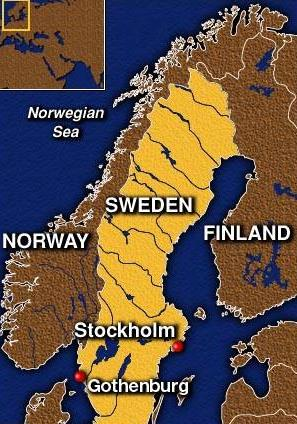 Norwegian
Sea
SWEDEN
NORWAY
FINLAND
Stockholm
Gothenburg